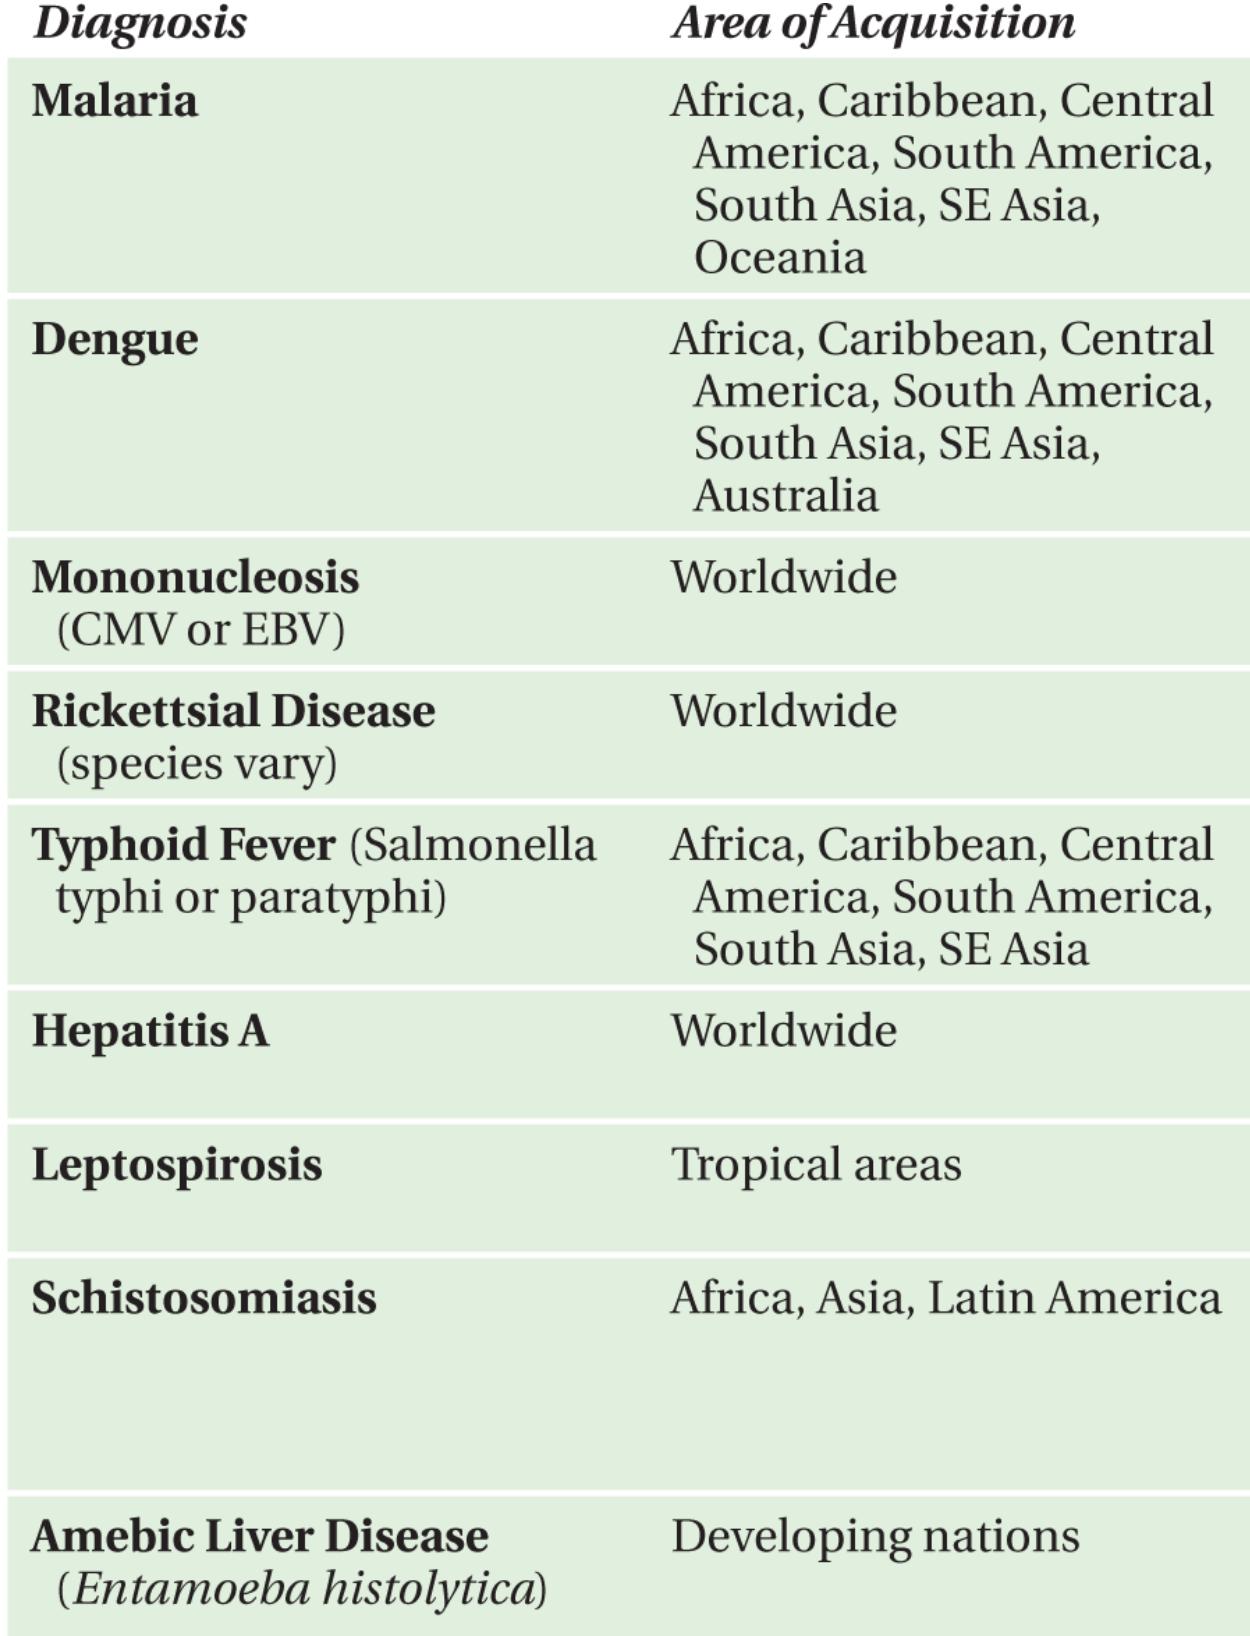 Diagnosis Area of Acquisition
Malaria Africa, Caribbean, Central
America, South America,
South Asia, SE Asia,
Oceania
Dengue Africa, Caribbean, Central
America, South America,
South Asia, SE Asia,
Australia
Mononucleosis Worldwide
(CMV or EBV)
Rickettsial Disease Worldwide
(species vary)
Typhoid Fever (Salmonella Africa, Caribbean, Central
typhi or paratyphi) America, South America,
South Asia, SE Asia
Hepatitis A Worldwide
Leptospirosis Tropical areas
Schistosomiasis Africa, Asia, Latin America
Amebic Liver Disease Developing nations
(Entamoeba histolytica)